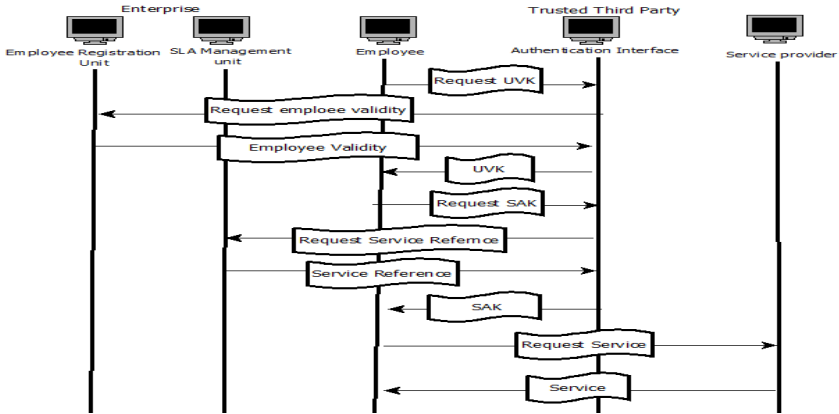 Enterprise
Trusted Third Party
Employee Registration
Unit
SLA Management
unit
Employee
Authentication Interface
Service provider
Request UVK
Request emploee validity
Employee Validity
UVK
Request SAK
Request Service Refernce
Service Reference
SAK
Request Service
Service